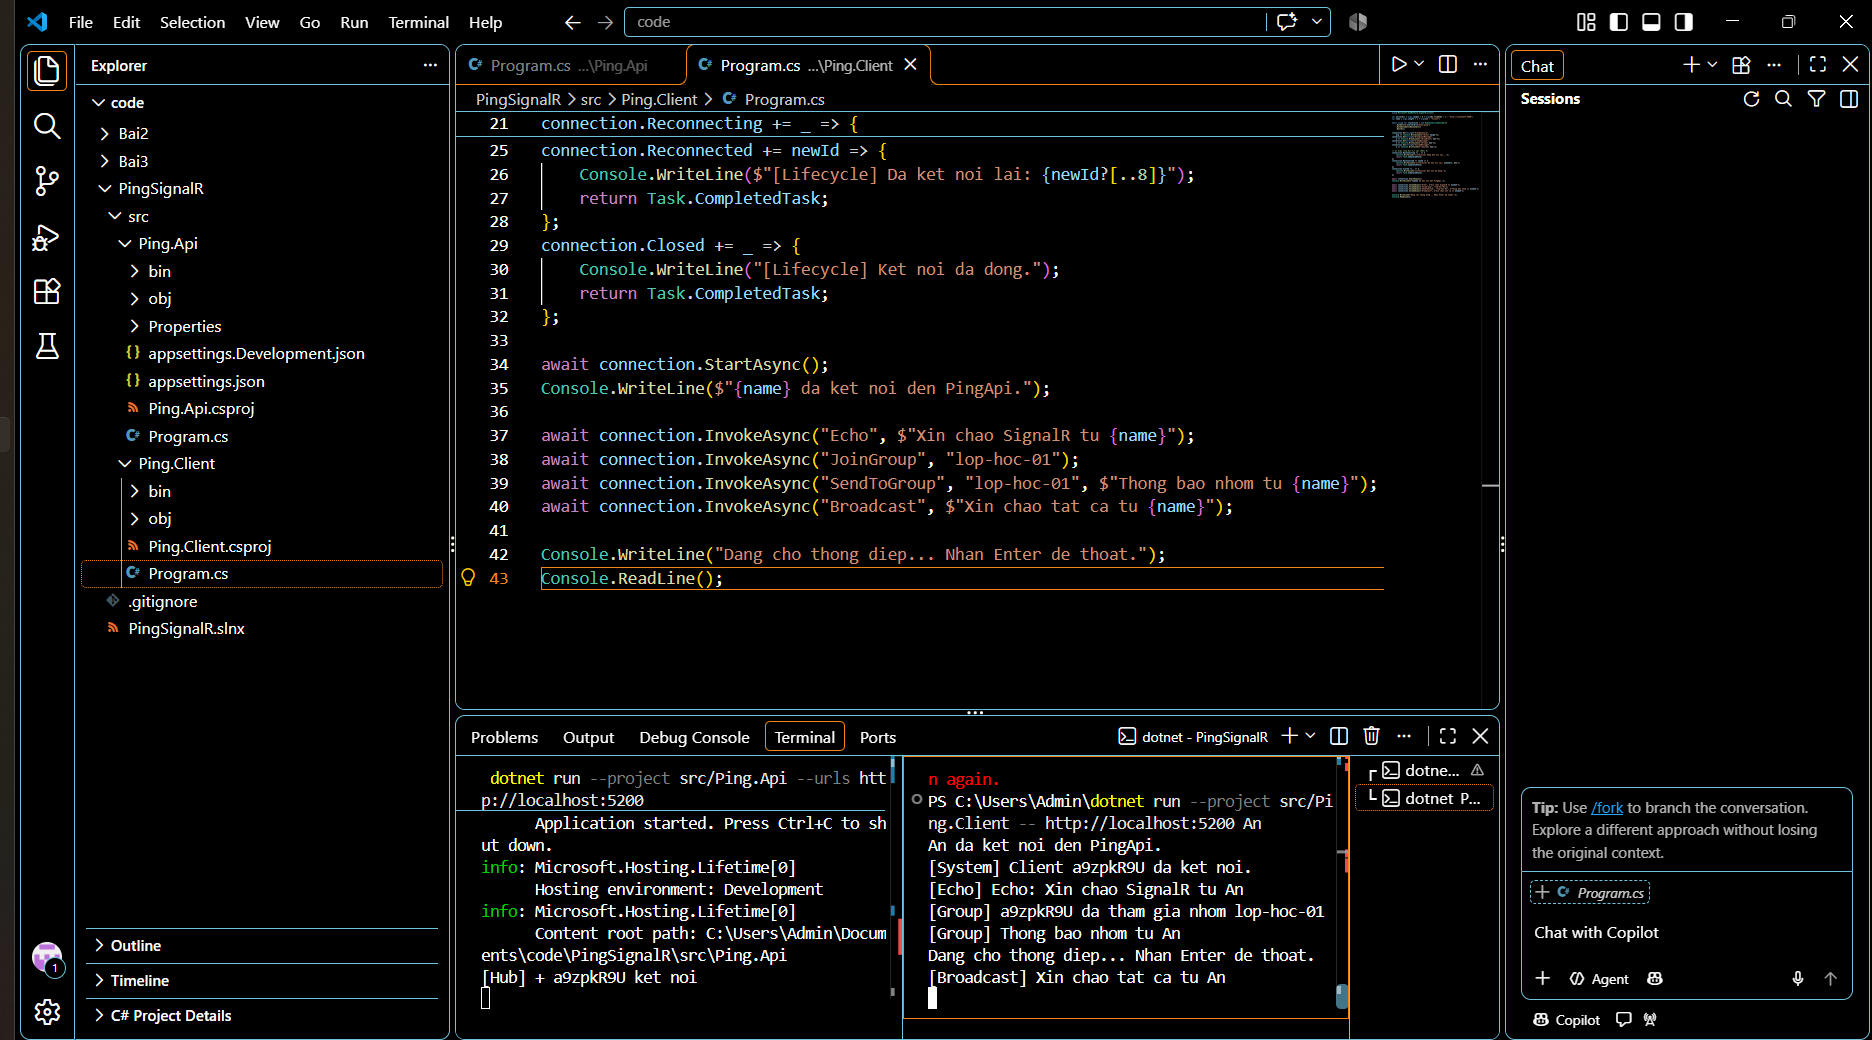 File Edit Selection View Go Run Terminal Help
code
Explorer
code
Bai2
Bai3
PingSignalR
src
Ping.Api
bin
obj
Properties
{} appsettings.Development.json
{} appsettings.json
Ping.Api.csproj
C# Program.cs
Ping.Client
bin
obj
Ping.Client.csproj
C# Program.cs
.gitignore
PingSignalR.slnx
Outline
Timeline
C# Project Details
1
C# Program.cs ...\Ping.Api
C# Program.cs ...\Ping.Client
PingSignalR > src > Ping.Client > C# Program.cs
21 connection.Reconnecting += _ => {
25 connection.Reconnected += newId => {
26 Console.WriteLine($"[Lifecycle] Da ket noi lai: {newId?[..8]}");
27 return Task.CompletedTask;
28 };
29 connection.Closed += _ => {
30 Console.WriteLine("[Lifecycle] Ket noi da dong.");
31 return Task.CompletedTask;
32 };
33
34 await connection.StartAsync();
35 Console.WriteLine($"{name} da ket noi den PingApi.");
36
37 await connection.InvokeAsync("Echo", $"Xin chao SignalR tu {name}");
38 await connection.InvokeAsync("JoinGroup", "lop-hoc-01");
39 await connection.InvokeAsync("SendToGroup", "lop-hoc-01", $"Thong bao nhom tu {name}");
40 await connection.InvokeAsync("Broadcast", $"Xin chao tat ca tu {name}");
41
42 Console.WriteLine("Dang cho thong diep... Nhan Enter de thoat.");
43 Console.ReadLine();
Problems Output Debug Console Terminal Ports
dotnet - PingSignalR
dotnet run --project src/Ping.Api --urls htt
p://localhost:5200
Application started. Press Ctrl+C to sh
ut down.
info: Microsoft.Hosting.Lifetime[0]
Hosting environment: Development
info: Microsoft.Hosting.Lifetime[0]
Content root path: C:\Users\Admin\Docum
ents\code\PingSignalR\src\Ping.Api
[Hub] + a9zpkR9U ket noi
n again.
PS C:\Users\Admin\dotnet run --project src/Pi
ng.Client -- http://localhost:5200 An
An da ket noi den PingApi.
[System] Client a9zpkR9U da ket noi.
[Echo] Echo: Xin chao SignalR tu An
[Group] a9zpkR9U da tham gia nhom lop-hoc-01
[Group] Thong bao nhom tu An
Dang cho thong diep... Nhan Enter de thoat.
[Broadcast] Xin chao tat ca tu An
dotne...
dotnet P...
Chat
Sessions
Tip: Use /fork to branch the conversation.
Explore a different approach without losing
the original context.
C# Program.cs
Chat with Copilot
Agent
Copilot